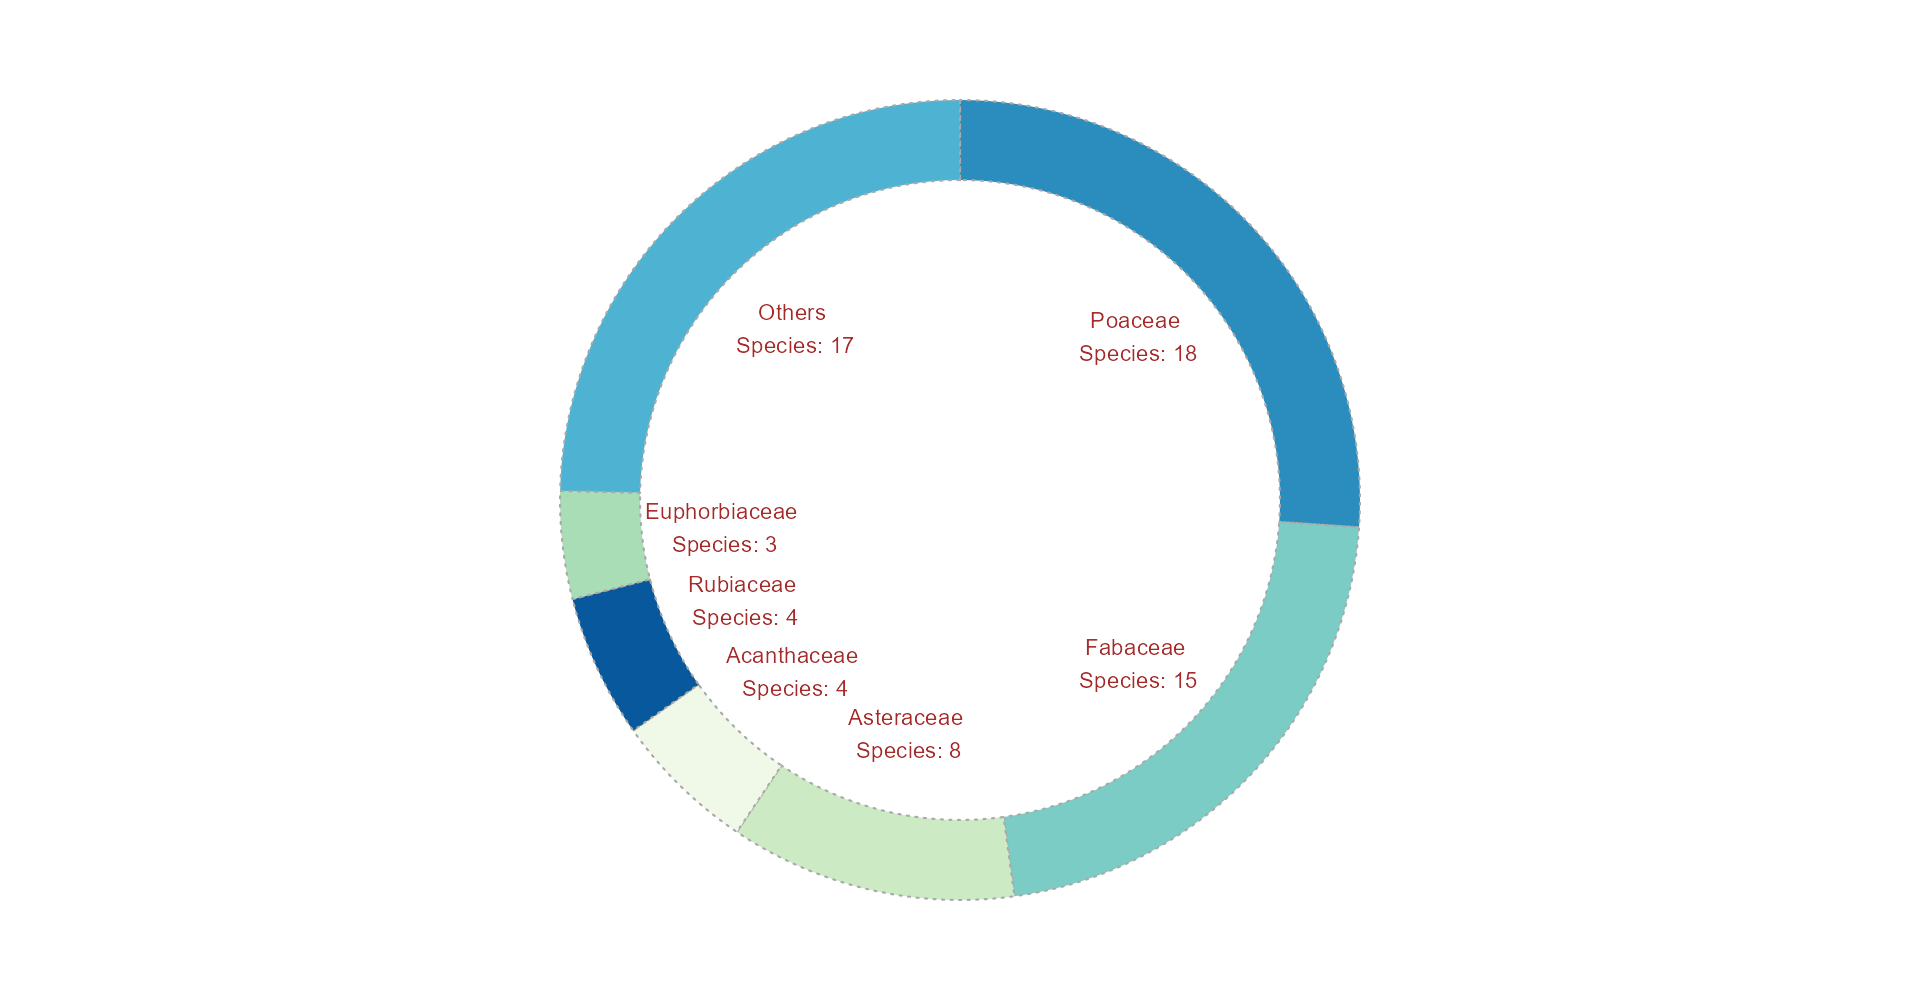 Others
Species: 17
Poaceae
Species: 18
Euphorbiaceae
Species: 3
Rubiaceae
Species: 4
Acanthaceae
Species: 4
Fabaceae
Species: 15
Asteraceae
Species: 8